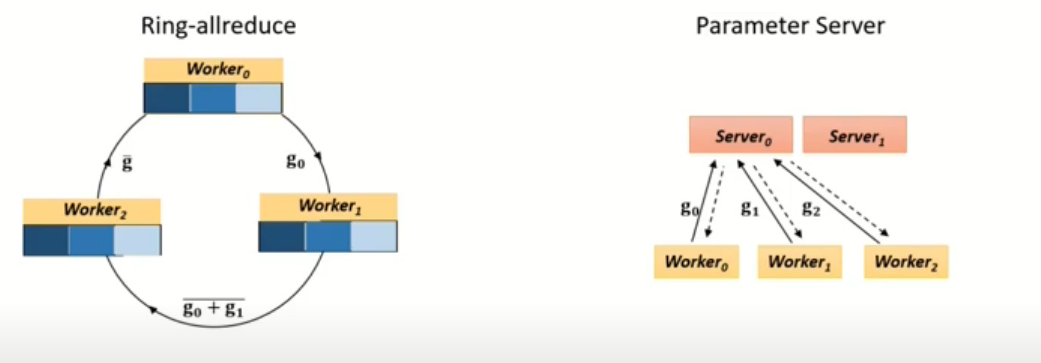 Ring-allreduce
Worker₀
g̅
g₀
Worker₂
Worker₁
g₀ + g₁
Parameter Server
Server₀
Server₁
g₀
g₁
g₂
Worker₀
Worker₁
Worker₂